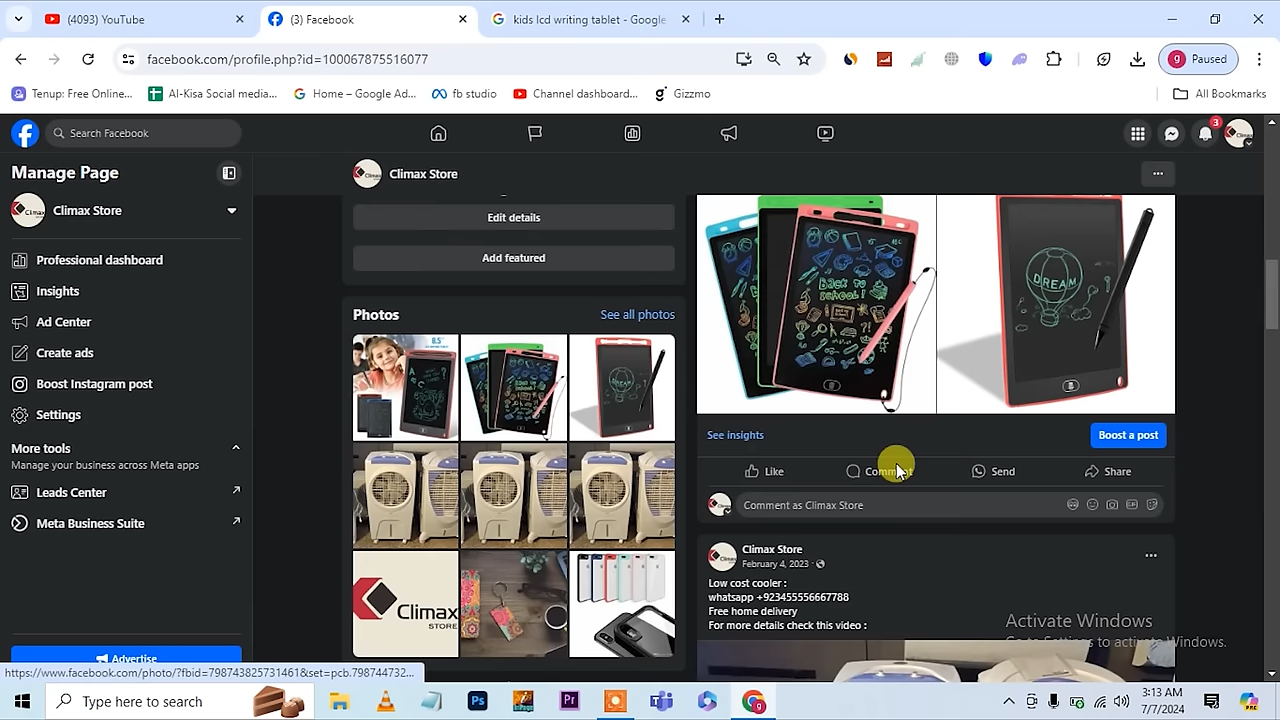 (4093) YouTube
(3) Facebook
kids lcd writing tablet - Google
facebook.com/profile.php?id=100067875516077
g Paused
Tenup: Free Online...
Al-Kisa Social media...
Home – Google Ad...
fb studio
Channel dashboard...
Gizzmo
All Bookmarks
Search Facebook
3
Manage Page
Climax Store
Professional dashboard
Insights
Ad Center
Create ads
Boost Instagram post
Settings
More tools
Manage your business across Meta apps
Leads Center
Meta Business Suite
Advertise
Climax Store
Edit details
Add featured
Photos
See all photos
8.5"
Climax
STORE
BACK TO
SCHOOL!
DREAM
See insights
Boost a post
Like
Comment
Send
Share
Comment as Climax Store
Climax Store
February 4, 2023
Low cost cooler :
whatsapp +923455556667788
Free home delivery
For more details check this video :
Activate Windows
Go to Settings to activate Windows.
https://www.facebook.com/photo/?fbid=798743825731461&set=pcb.798744732...
Type here to search
3:13 AM
7/7/2024